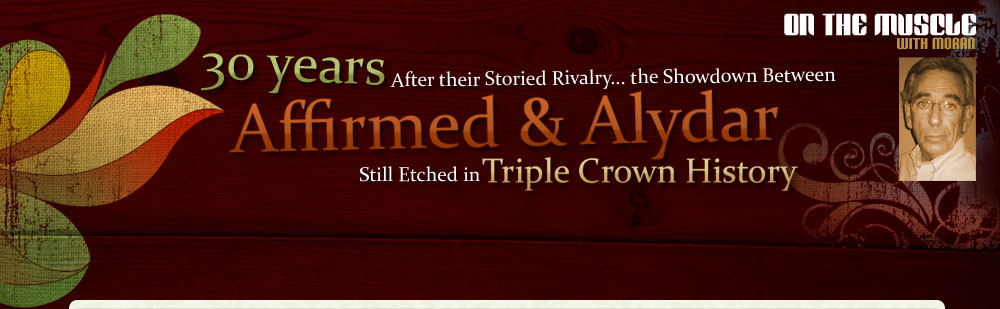 ON THE MUSCLE
WITH MORAN
30 years After their Storied Rivalry... the Showdown Between
Affirmed & Alydar
Still Etched in Triple Crown History